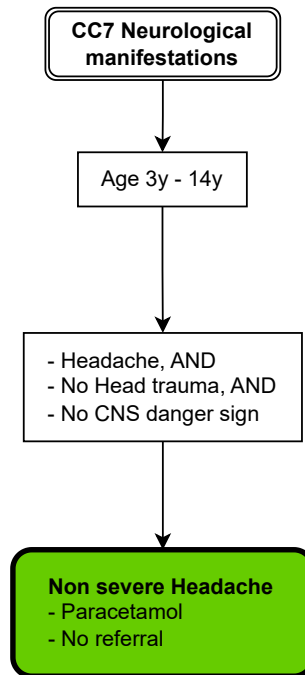 CC7 Neurological
manifestations
Age 3y - 14y
- Headache, AND
- No Head trauma, AND
- No CNS danger sign
Non severe Headache
- Paracetamol
- No referral